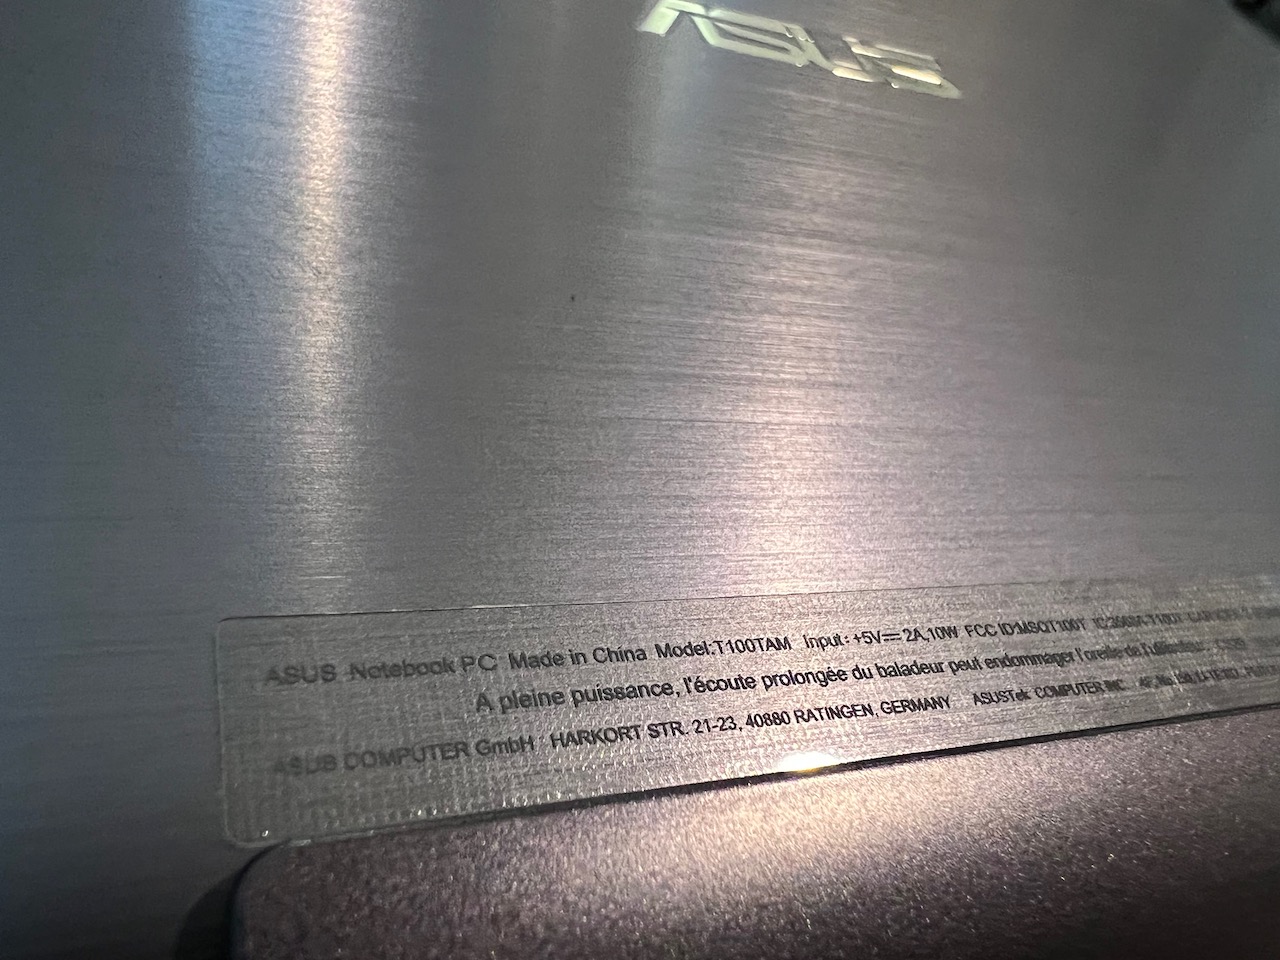 ASUS
ASUS Notebook PC Made in China Model:T100TAM Input: +5V⎓2A,10W FCC ID:MSQT100T
A pleine puissance, l'écoute prolongée du baladeur peut endommager l'oreille de l'utilisateur
ASUS COMPUTER GmbH HARKORT STR. 21-23, 40880 RATINGEN, GERMANY ASUSTek COMPUTER INC